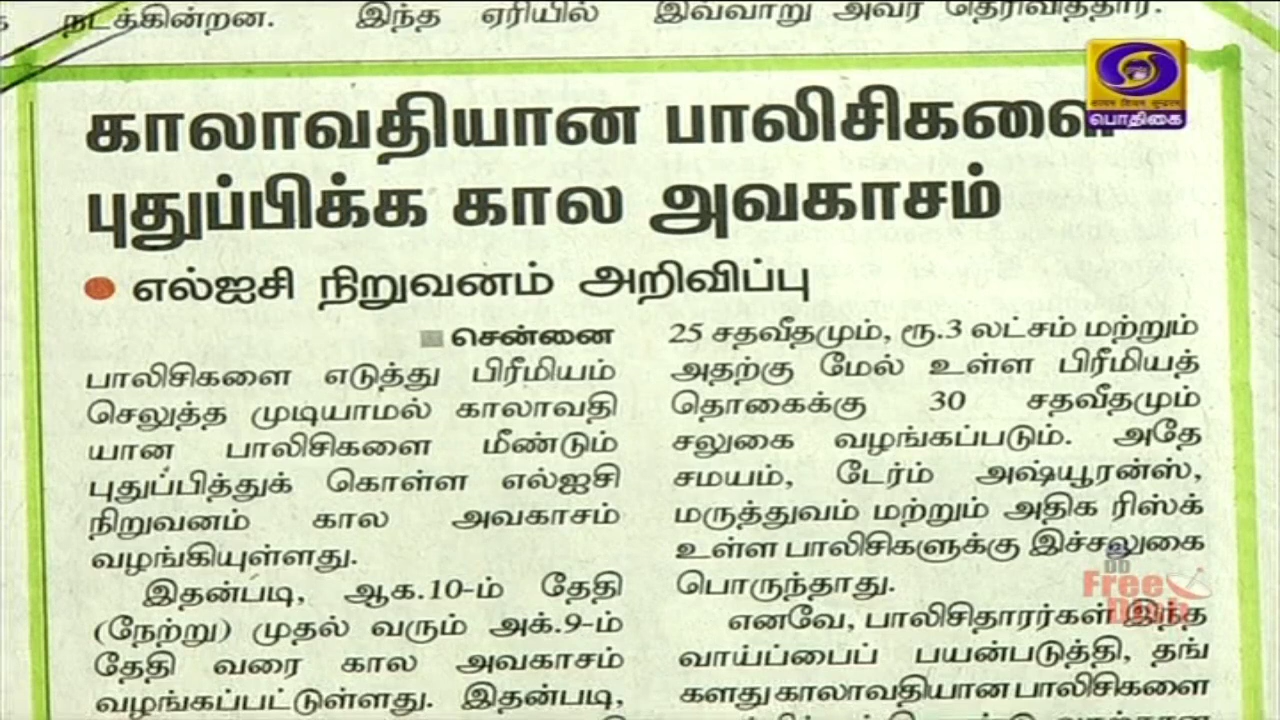 நடக்கின்றன. இந்த ஏரியில்
இவ்வாறு அவர் தெரிவித்தார்.
பொதிகை
காலாவதியான பாலிசிகளை
புதுப்பிக்க கால அவகாசம்
எல்ஐசி நிறுவனம் அறிவிப்பு
சென்னை
பாலிசிகளை எடுத்து பிரீமியம்
செலுத்த முடியாமல் காலாவதி
யான பாலிசிகளை மீண்டும்
புதுப்பித்துக் கொள்ள எல்ஐசி
நிறுவனம் கால அவகாசம்
வழங்கியுள்ளது.
இதன்படி, ஆக.10-ம் தேதி
(நேற்று) முதல் வரும் அக்.9-ம்
தேதி வரை கால அவகாசம்
வழங்கப்பட்டுள்ளது. இதன்படி,
25 சதவீதமும், ரூ.3 லட்சம் மற்றும்
அதற்கு மேல் உள்ள பிரீமியத்
தொகைக்கு 30 சதவீதமும்
சலுகை வழங்கப்படும். அதே
சமயம், டேர்ம் அஷ்யூரன்ஸ்,
மருத்துவம் மற்றும் அதிக ரிஸ்க்
உள்ள பாலிசிகளுக்கு இச்சலுகை
பொருந்தாது.
எனவே, பாலிசிதாரர்கள் இந்த
வாய்ப்பைப் பயன்படுத்தி, தங்
களது காலாவதியான பாலிசிகளை
DD
Free
Dish